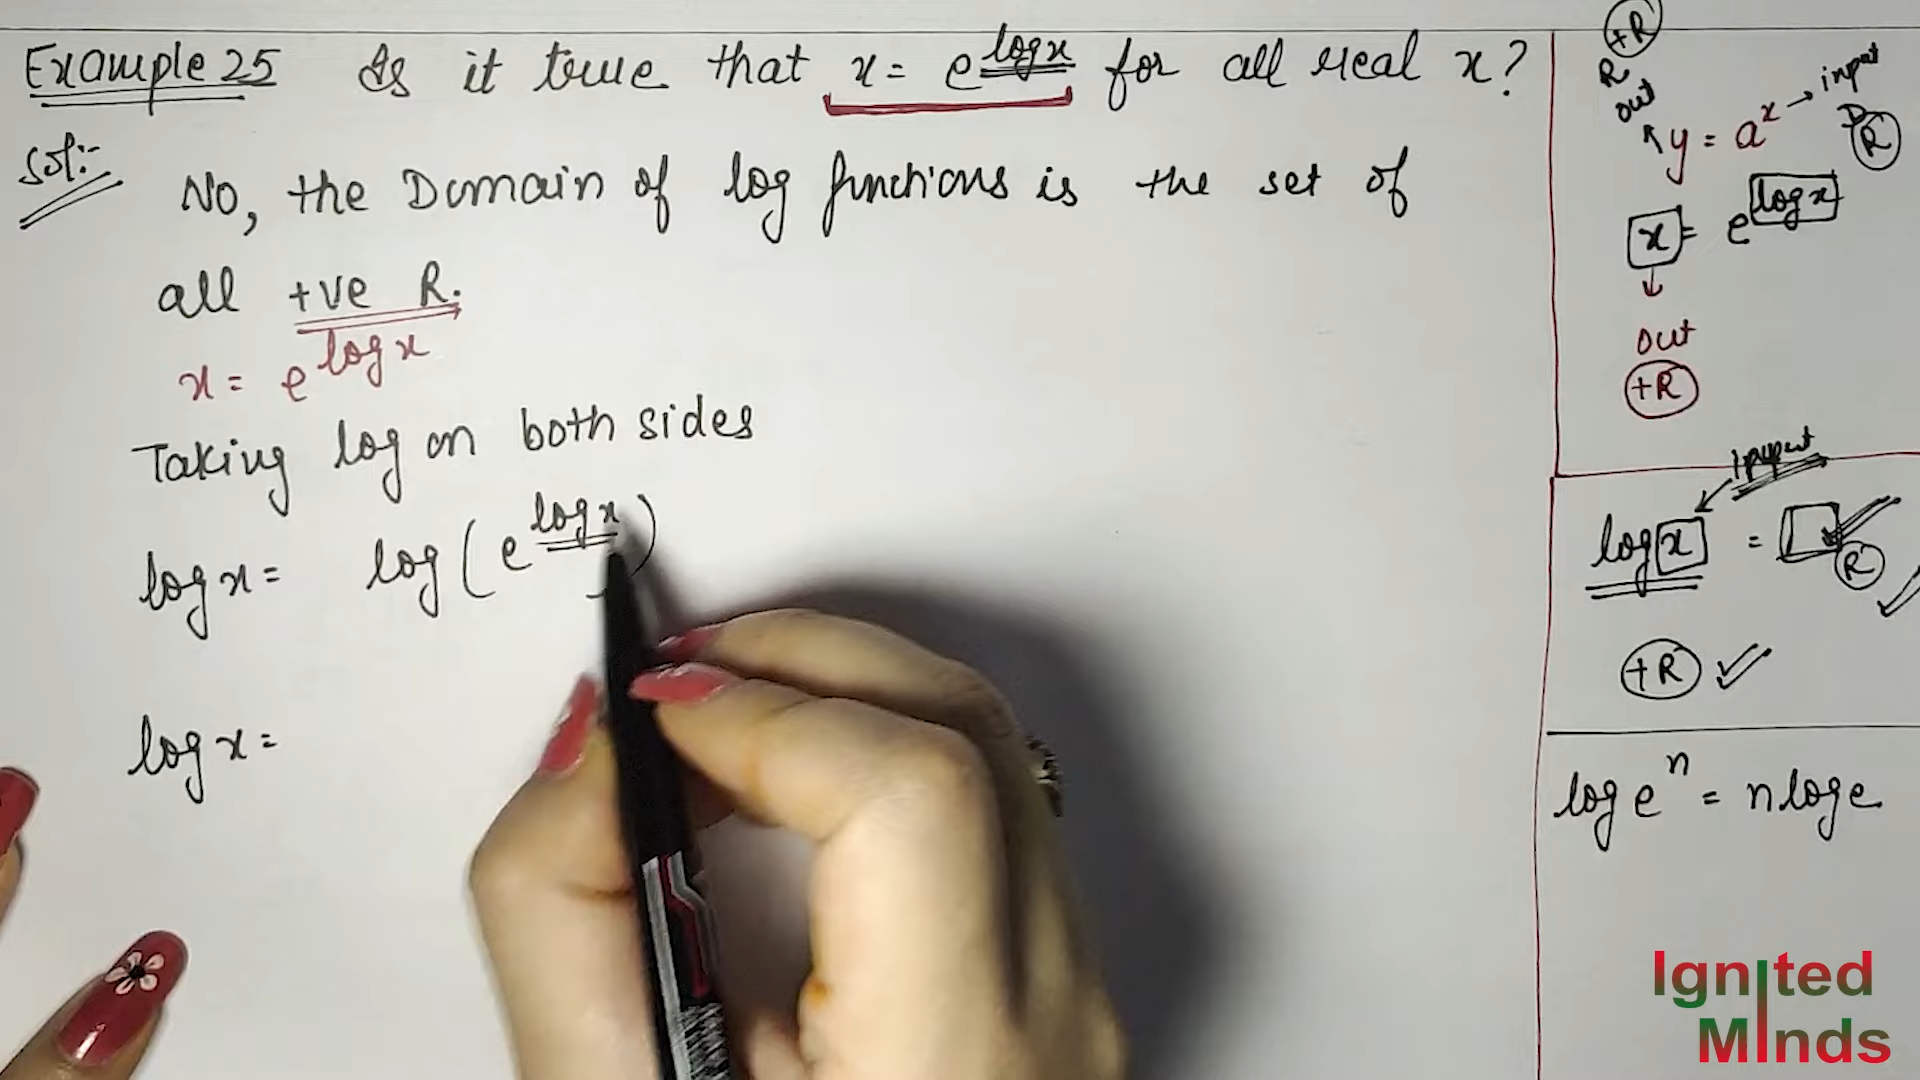 Example 25 Is it true that x = e^log x for all real x?
Sol:-
No, the Domain of log functions is the set of
all +ve R.
x = e^log x
Taking log on both sides
log x = log (e^log x)
log x =
+R
R
out
input
D
R
y = a^x
x = e^log x
out
+R
input
log x = R
+R
log e^n = n log e
Ignited
Minds